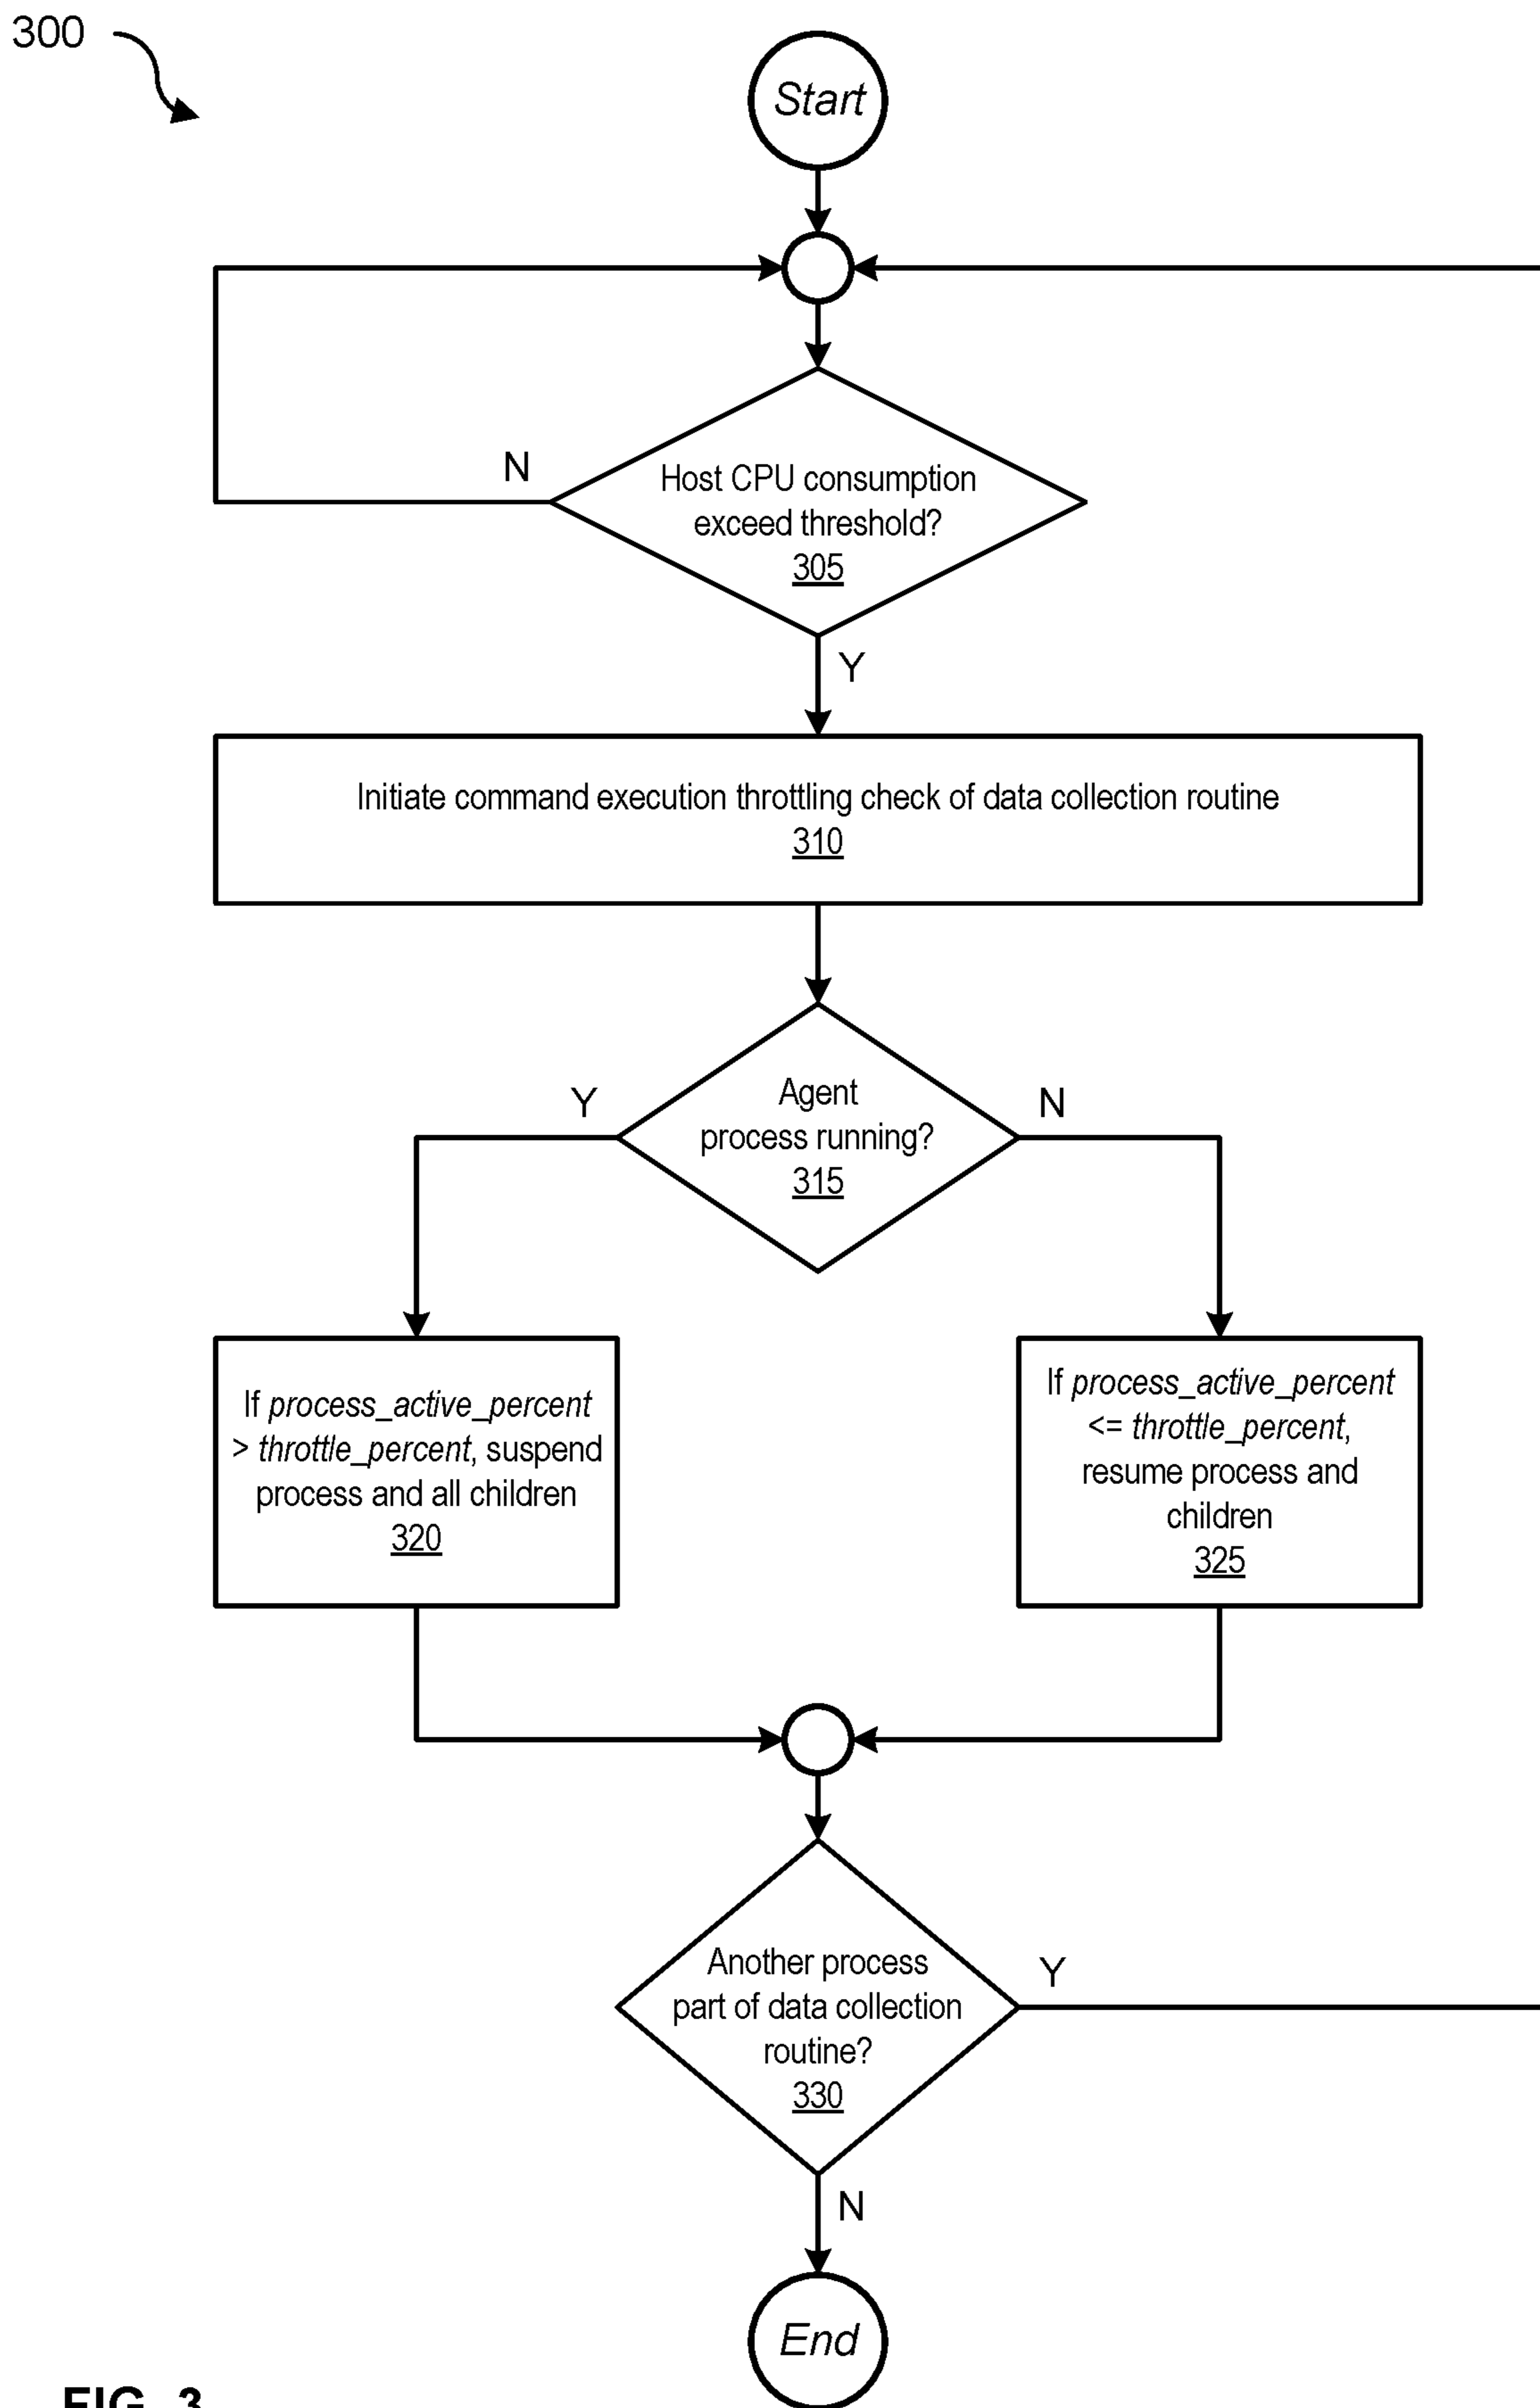 300
Start
N
Host CPU consumption
exceed threshold?
305
Y
Initiate command execution throttling check of data collection routine
310
Y
Agent
process running?
315
N
If process_active_percent
> throttle_percent, suspend
process and all children
320
If process_active_percent
<= throttle_percent,
resume process and
children
325
Another process
part of data collection
routine?
330
Y
N
End
FIG. 3